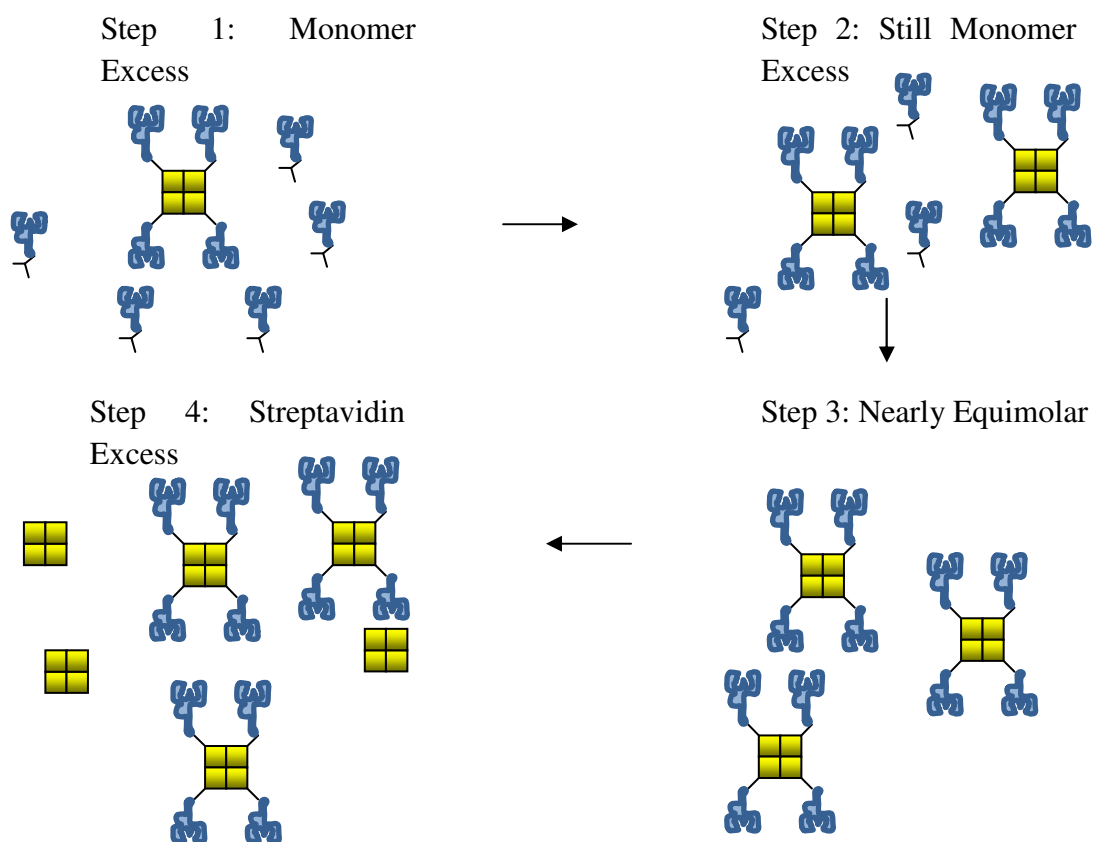 Step 1: Monomer
Excess
Step 2: Still Monomer
Excess
Step 3: Nearly Equimolar
Step 4: Streptavidin
Excess